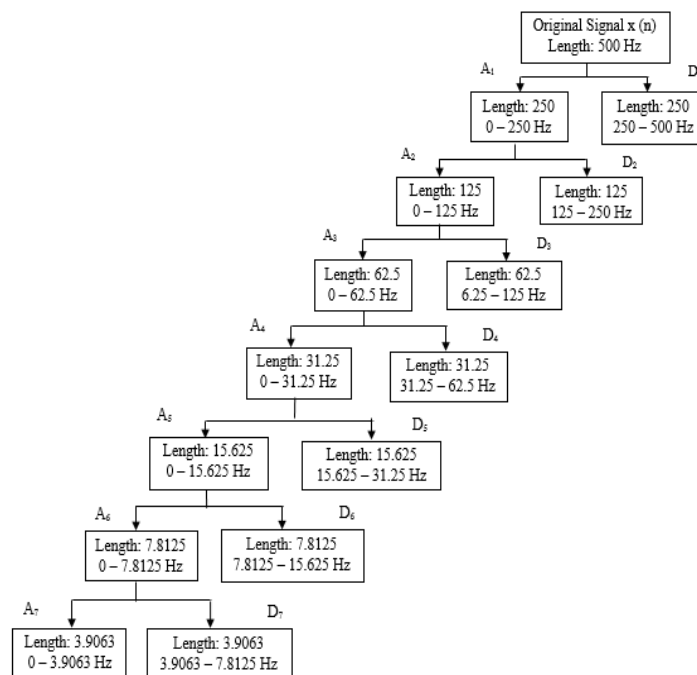 Original Signal x (n)
Length: 500 Hz
A₁
D
Length: 250
0 – 250 Hz
Length: 250
250 – 500 Hz
A₂
D₂
Length: 125
0 – 125 Hz
Length: 125
125 – 250 Hz
A₃
D₃
Length: 62.5
0 – 62.5 Hz
Length: 62.5
6.25 – 125 Hz
A₄
D₄
Length: 31.25
0 – 31.25 Hz
Length: 31.25
31.25 – 62.5 Hz
A₅
D₅
Length: 15.625
0 – 15.625 Hz
Length: 15.625
15.625 – 31.25 Hz
A₆
D₆
Length: 7.8125
0 – 7.8125 Hz
Length: 7.8125
7.8125 – 15.625 Hz
A₇
D₇
Length: 3.9063
0 – 3.9063 Hz
Length: 3.9063
3.9063 – 7.8125 Hz